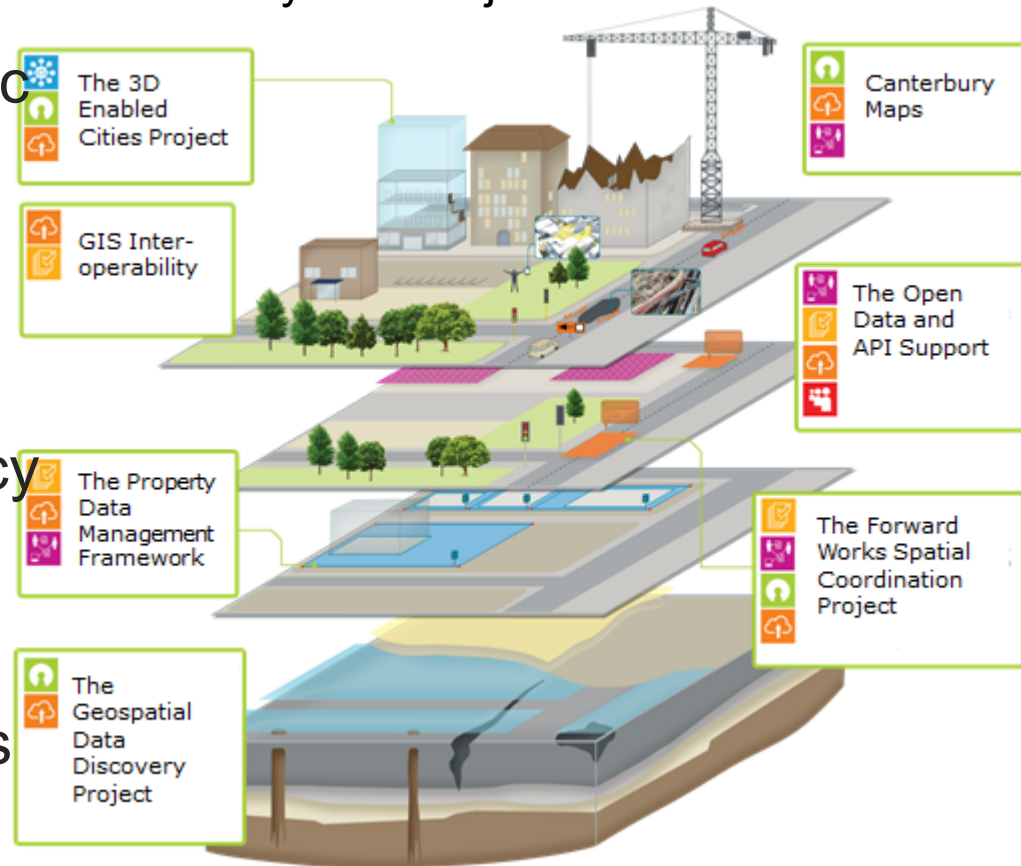 The 3D
Enabled
Cities Project
Canterbury
Maps
GIS Inter-
operability
The Open
Data and
API Support
The Property
Data
Management
Framework
The Forward
Works Spatial
Coordination
Project
The
Geospatial
Data
Discovery
Project
c
cy
s